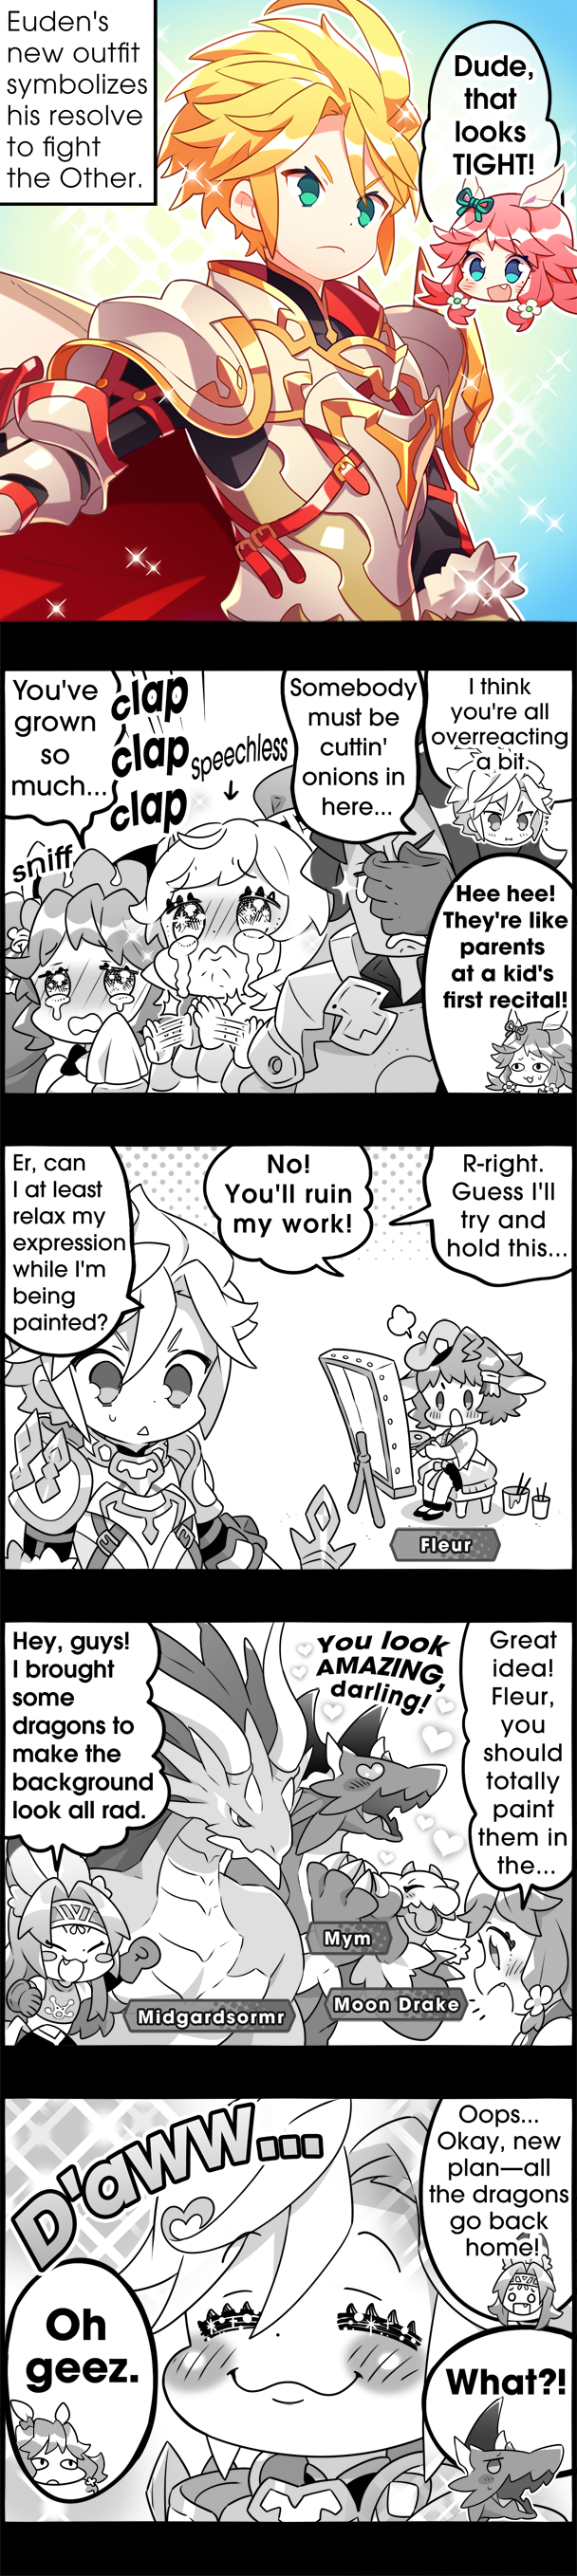 Euden's
new outfit
symbolizes
his resolve
to fight
the Other.
Dude,
that
looks
TIGHT!
You've
grown
so
much...
sniff
clap
clap
clap
speechless
Somebody
must be
cuttin'
onions in
here...
I think
you're all
overreacting
a bit.
Hee hee!
They're like
parents
at a kid's
first recital!
Er, can
I at least
relax my
expression
while I'm
being
painted?
No!
You'll ruin
my work!
R-right.
Guess I'll
try and
hold this...
Fleur
Hey, guys!
I brought
some
dragons to
make the
background
look all rad.
You look
AMAZING,
darling!
Great
idea!
Fleur,
you
should
totally
paint
them in
the...
Mym
Moon Drake
Midgardsormr
D'aww...
Oops...
Okay, new
plan—all
the dragons
go back
home!
Oh
geez.
What?!